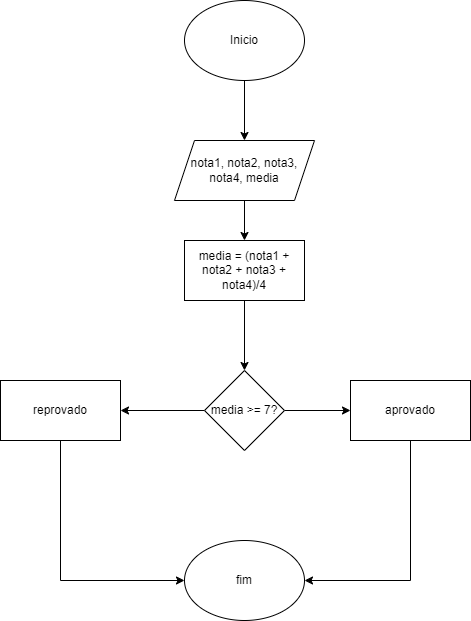 Inicio
nota1, nota2, nota3,
nota4, media
media = (nota1 +
nota2 + nota3 +
nota4)/4
reprovado
media >= 7?
aprovado
fim